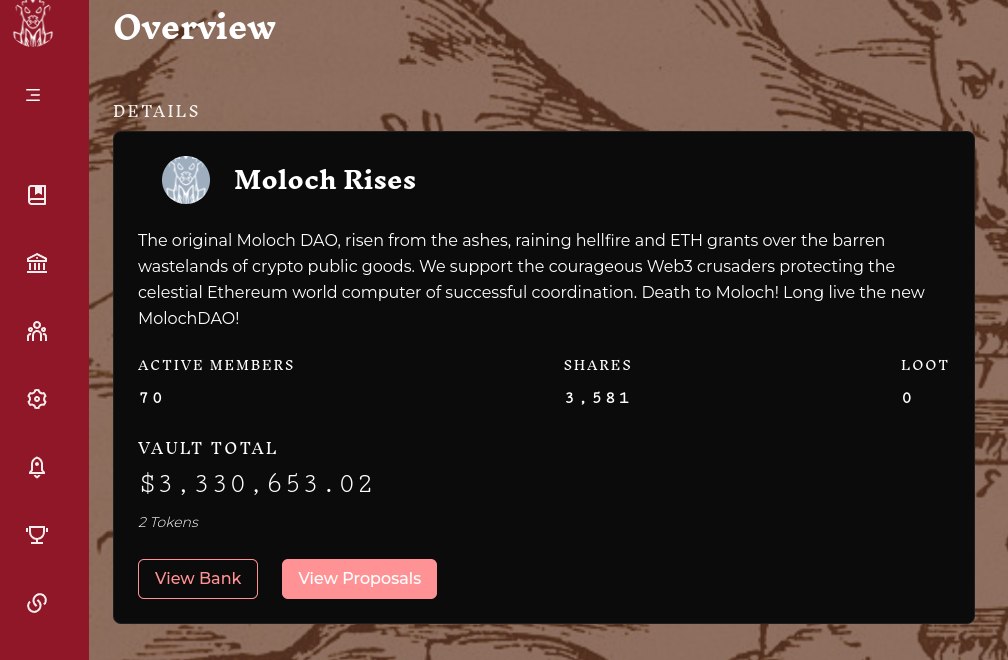 Overview
DETAILS
Moloch Rises
The original Moloch DAO, risen from the ashes, raining hellfire and ETH grants over the barren
wastelands of crypto public goods. We support the courageous Web3 crusaders protecting the
celestial Ethereum world computer of successful coordination. Death to Moloch! Long live the new
MolochDAO!
ACTIVE MEMBERS SHARES LOOT
70 3,581 0
VAULT TOTAL
$3,330,653.02
2 Tokens
View Bank View Proposals